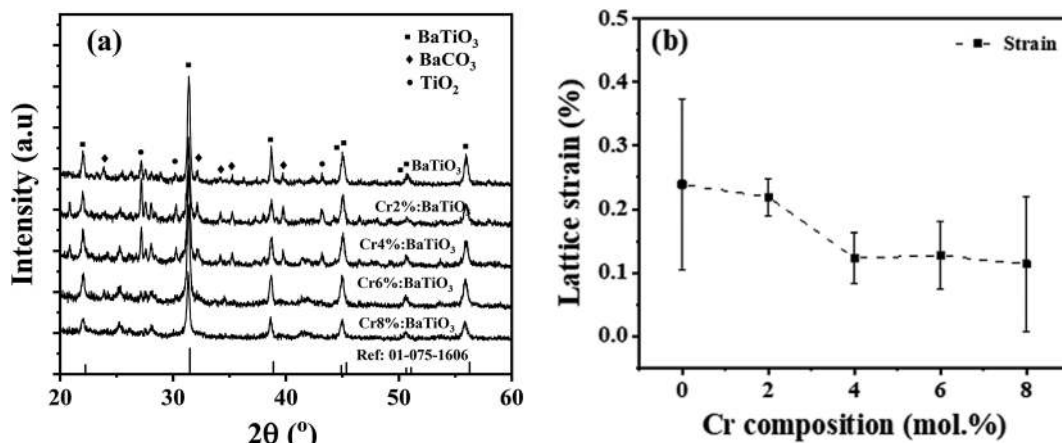 (a)
■ BaTiO₃
♦ BaCO₃
● TiO₂
Intensity (a.u)
BaTiO₃
Cr2%:BaTiO₃
Cr4%:BaTiO₃
Cr6%:BaTiO₃
Cr8%:BaTiO₃
Ref: 01-075-1606
20 30 40 50 60
2θ (º)
(b)
Strain
Lattice strain (%)
0.5
0.4
0.3
0.2
0.1
0.0
0 2 4 6 8
Cr composition (mol.%)